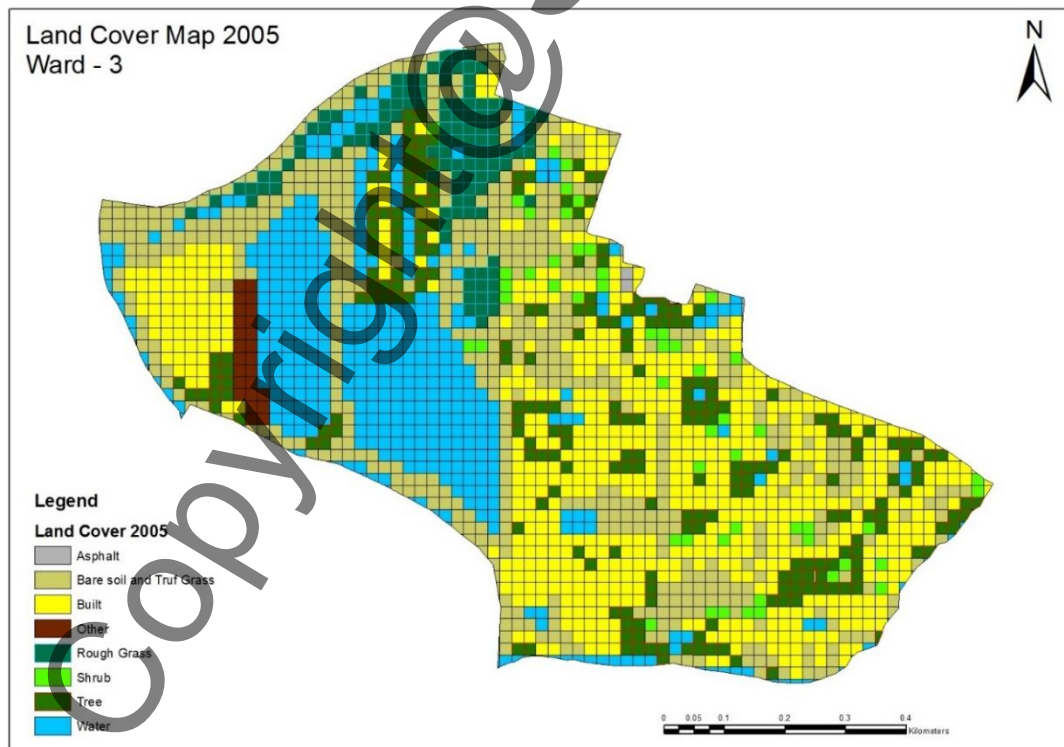 Land Cover Map 2005
Ward - 3
N
Legend
Land Cover 2005
Asphalt
Bare soil and Truf Grass
Built
Other
Rough Grass
Shrub
Tree
Water
0 0.05 0.1 0.2 0.3 0.4
Kilometers
Copyright@